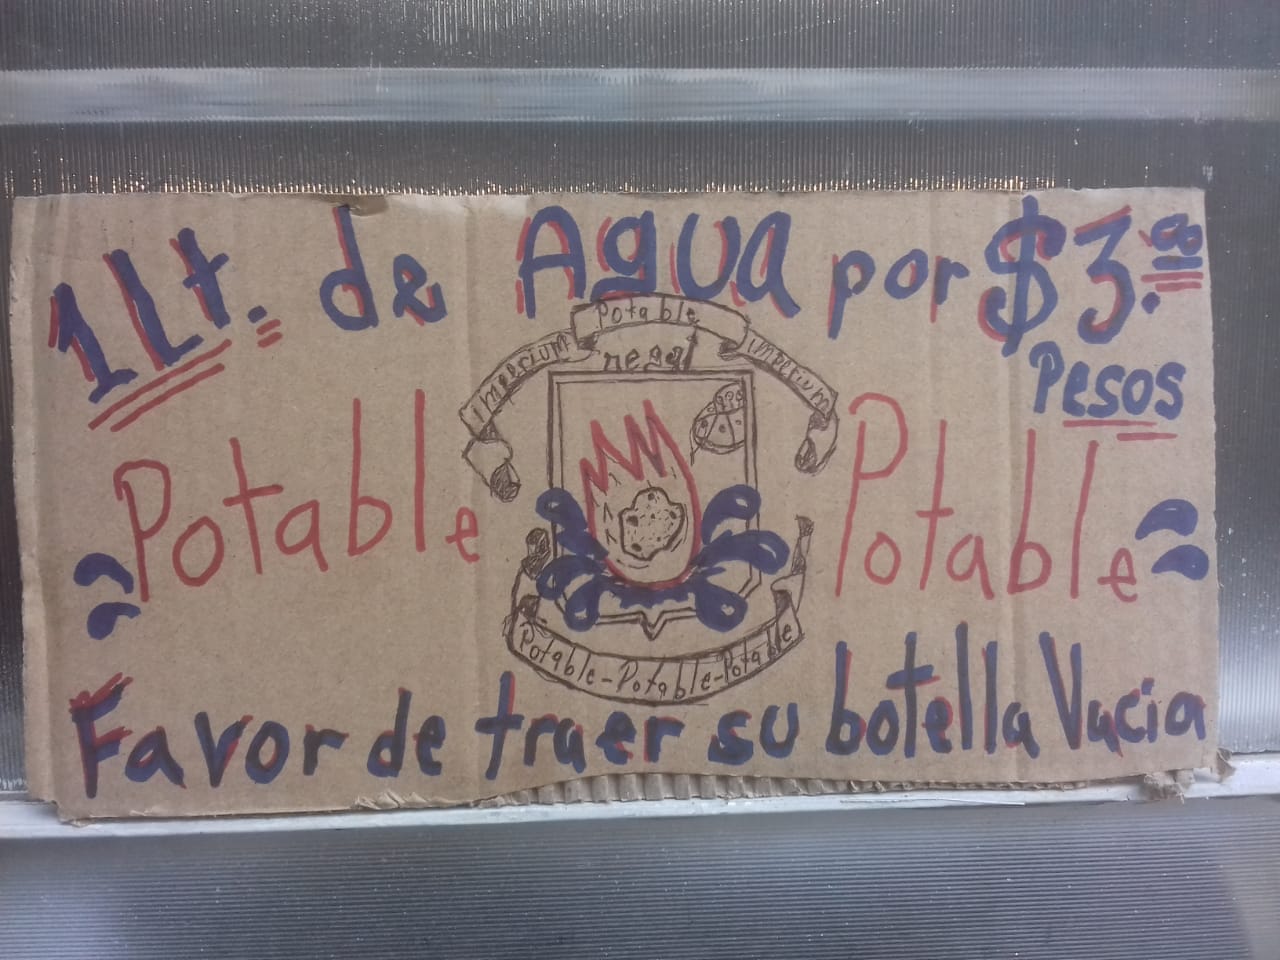 1Lt. de Agua por $3.00
Pesos
Potable
imperium Potable imperium
regal
Potable
Potable-Potable-Potable
Favor de traer su botella Vacia